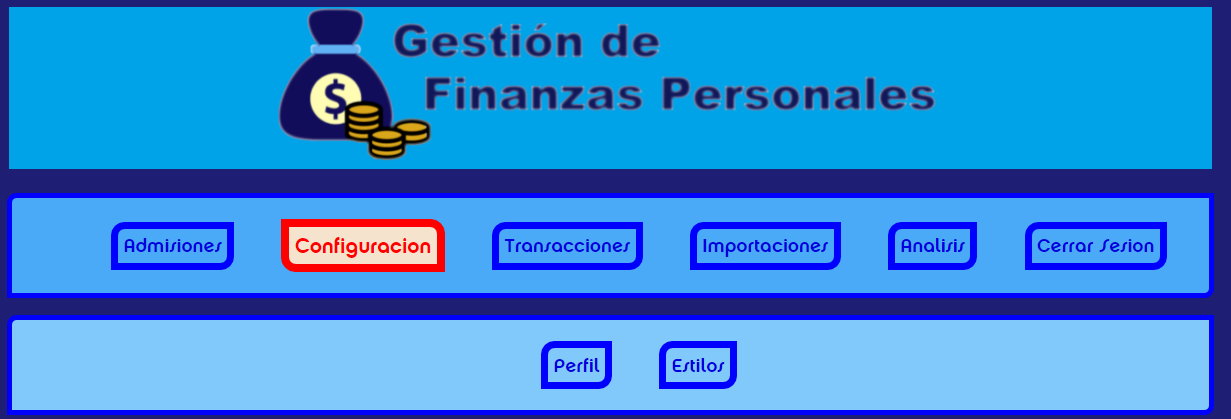 Gestión de
Finanzas Personales
$
Admisiones Configuracion Transacciones Importaciones Analisis Cerrar Sesion
Perfil Estilos